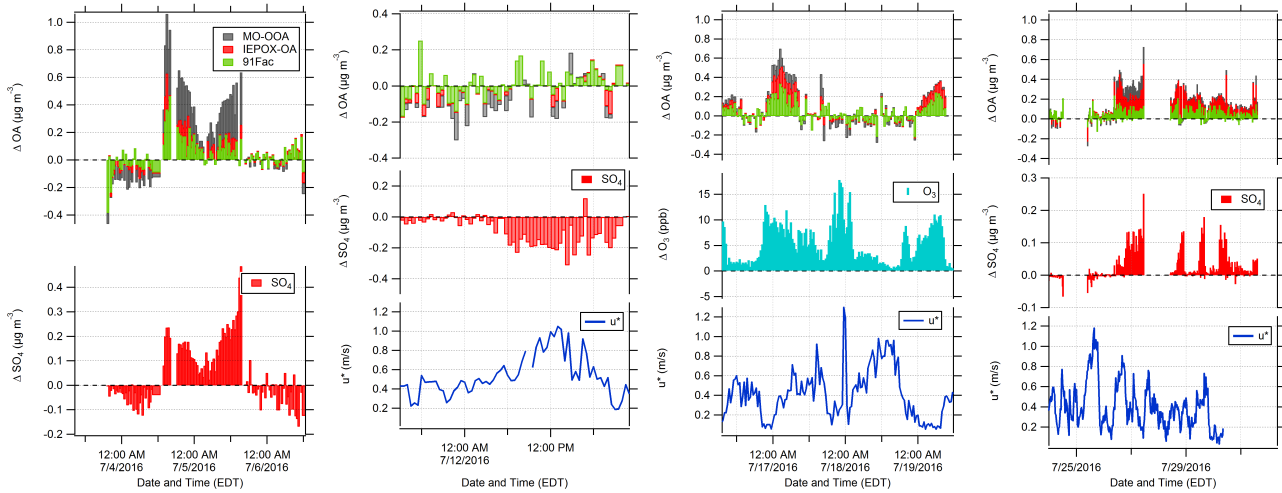 Δ OA (µg m⁻³)
1.0
0.8
0.6
0.4
0.2
0.0
-0.2
-0.4
MO-OOA
IEPOX-OA
91Fac
Δ SO₄ (µg m⁻³)
0.4
0.3
0.2
0.1
0.0
-0.1
-0.2
SO₄
12:00 AM
7/4/2016
12:00 AM
7/5/2016
12:00 AM
7/6/2016
Date and Time (EDT)
Δ OA (µg m⁻³)
0.4
0.2
0.0
-0.2
-0.4
Δ SO₄ (µg m⁻³)
0.2
0.0
-0.2
-0.4
SO₄
u* (m/s)
1.2
1.0
0.8
0.6
0.4
0.2
u*
12:00 AM
7/12/2016
12:00 PM
Date and Time (EDT)
Δ OA (µg m⁻³)
1.0
0.8
0.6
0.4
0.2
0.0
-0.2
-0.4
Δ O₃ (ppb)
15
10
5
0
-5
O₃
u* (m/s)
1.2
1.0
0.8
0.6
0.4
0.2
u*
12:00 AM
7/17/2016
12:00 AM
7/18/2016
12:00 AM
7/19/2016
Date and Time (EDT)
Δ OA (µg m⁻³)
1.0
0.8
0.6
0.4
0.2
0.0
-0.2
-0.4
Δ SO₄ (µg m⁻³)
0.3
0.2
0.1
0.0
-0.1
SO₄
u* (m/s)
1.2
1.0
0.8
0.6
0.4
0.2
u*
7/25/2016
7/29/2016
Date and Time (EDT)